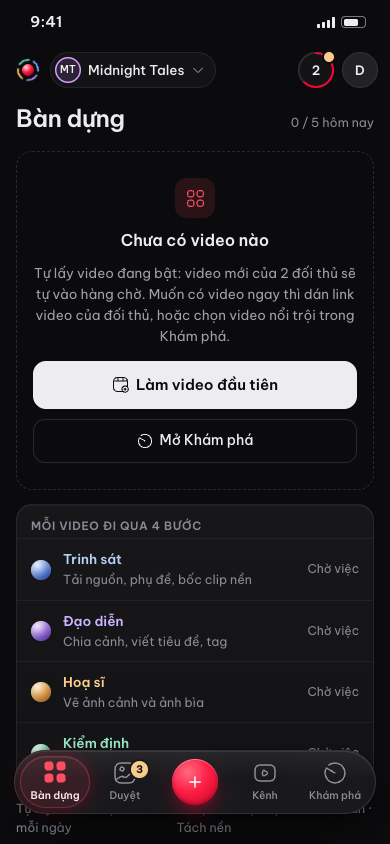 9:41
MT Midnight Tales
2
D
Bàn dựng
0 / 5 hôm nay
Chưa có video nào
Tự lấy video đang bật: video mới của 2 đối thủ sẽ
tự vào hàng chờ. Muốn có video ngay thì dán link
video của đối thủ, hoặc chọn video nổi trội trong
Khám phá.
Làm video đầu tiên
Mở Khám phá
MỖI VIDEO ĐI QUA 4 BƯỚC
Trinh sát
Tải nguồn, phụ đề, bốc clip nền
Chờ việc
Đạo diễn
Chia cảnh, viết tiêu đề, tag
Chờ việc
Hoạ sĩ
Vẽ ảnh cảnh và ảnh bìa
Chờ việc
Kiểm định
Bàn dựng
Duyệt
3
+
Kênh
Khám phá
mỗi ngày
Tách nền